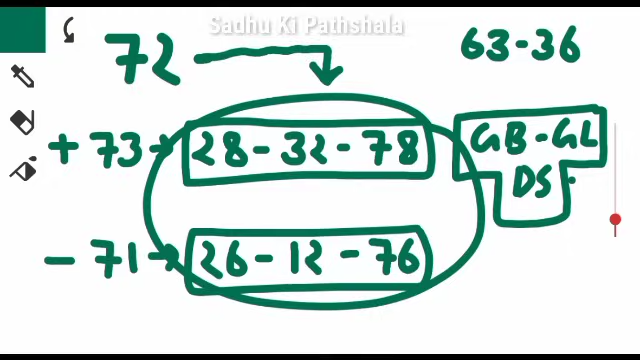 Sadhu Ki Pathshala
72
63-36
+ 73 → 28-32-78
GB-GL
DS
- 71 → 26-12-76